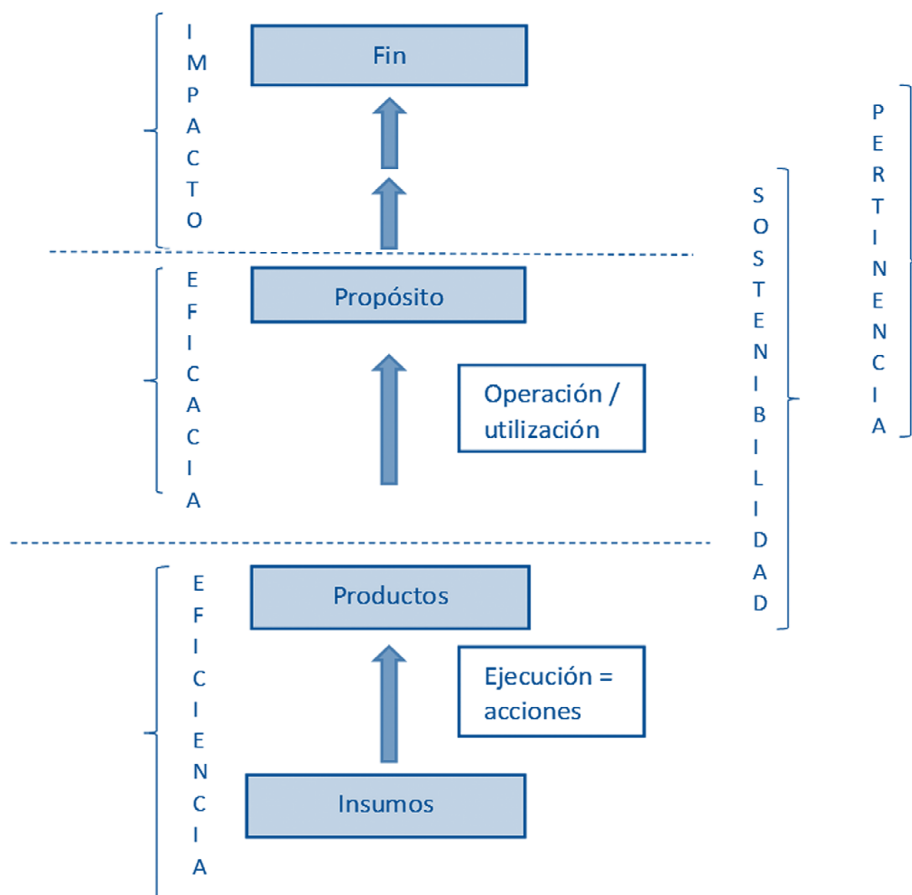 IMPACTO
Fin
PERTINENCIA
SOSTENIBILIDAD
EFICACIA
Propósito
Operación /
utilización
EFICIENCIA
Productos
Ejecución =
acciones
Insumos